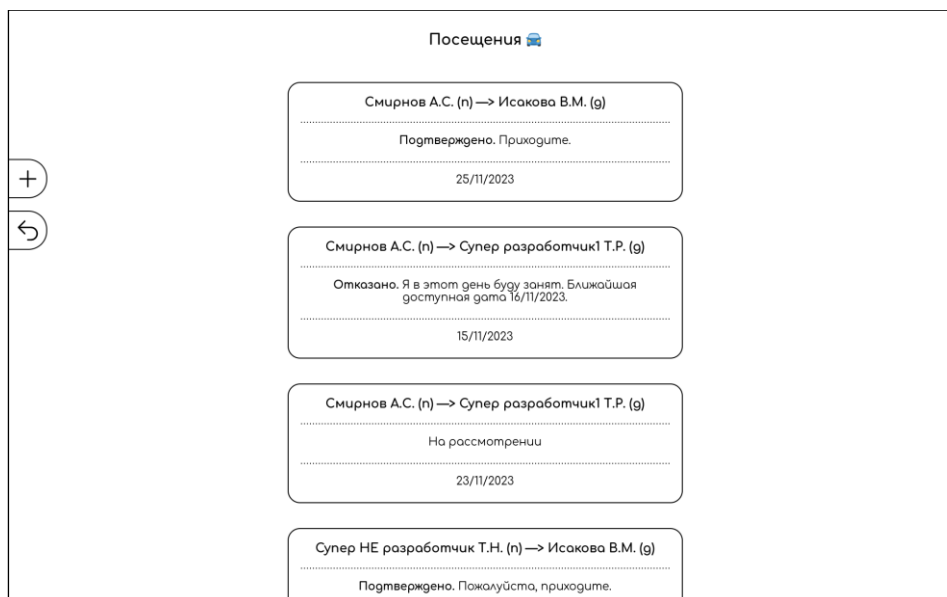 Посещения 🚘
Смирнов А.С. (п) —> Исакова В.М. (д)
Подтверждено. Приходите.
25/11/2023
Смирнов А.С. (п) —> Супер разработчик1 Т.Р. (д)
Отказано. Я в этот день буду занят. Ближайшая
доступная дата 16/11/2023.
15/11/2023
Смирнов А.С. (п) —> Супер разработчик1 Т.Р. (д)
На рассмотрении
23/11/2023
Супер НЕ разработчик Т.Н. (п) —> Исакова В.М. (д)
Подтверждено. Пожалуйста, приходите.